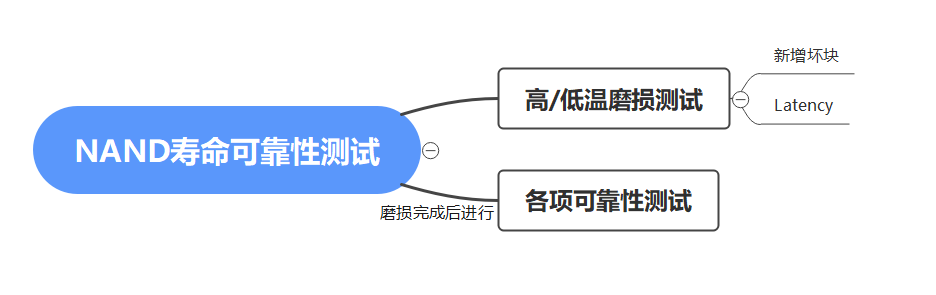 NAND寿命可靠性测试
高/低温磨损测试
新增坏块
Latency
磨损完成后进行
各项可靠性测试